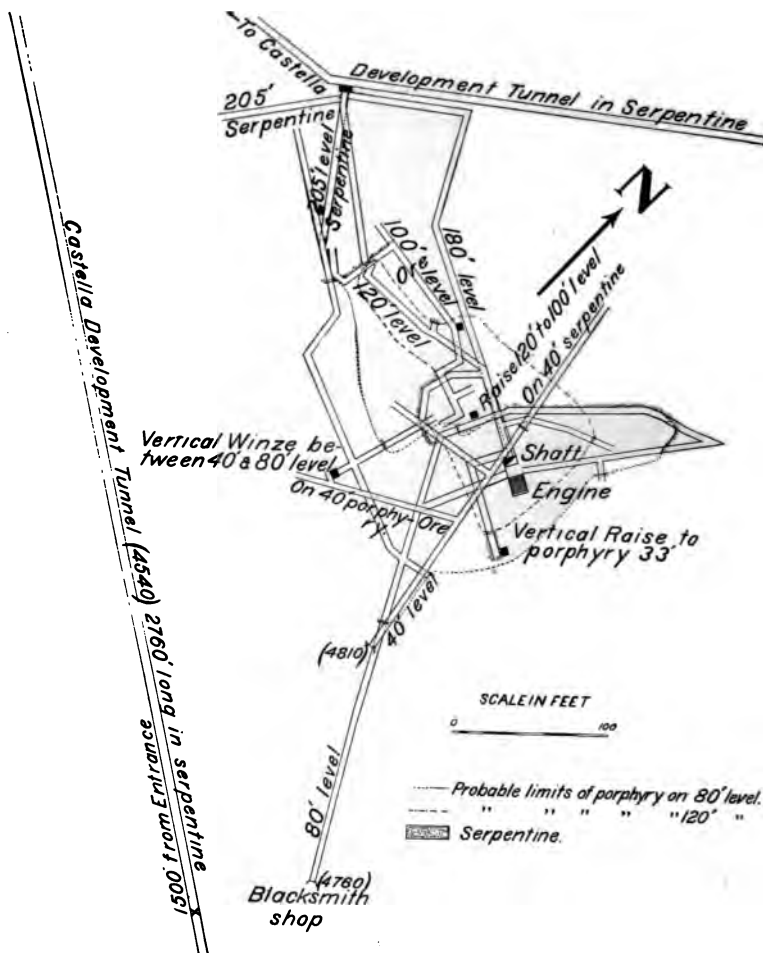 To Castella
Development Tunnel in Serpentine
205'
Serpentine
205' level
Serpentine
N
100' level
Ore
180' level
120' level
Raise 120' to 100' level
On 40' serpentine
Castella Development Tunnel (4540) 2760' long in serpentine
Vertical Winze be-
tween 40' & 80' level
Shaft
Engine
On 40' porphy-
ry
Ore
Vertical Raise to
porphyry 33'
40' level
(4810)
SCALE IN FEET
0 100
80' level
Probable limits of porphyry on 80' level.
" " " " " 120' "
Serpentine.
1500' from Entrance
(4760)
Blacksmith
shop